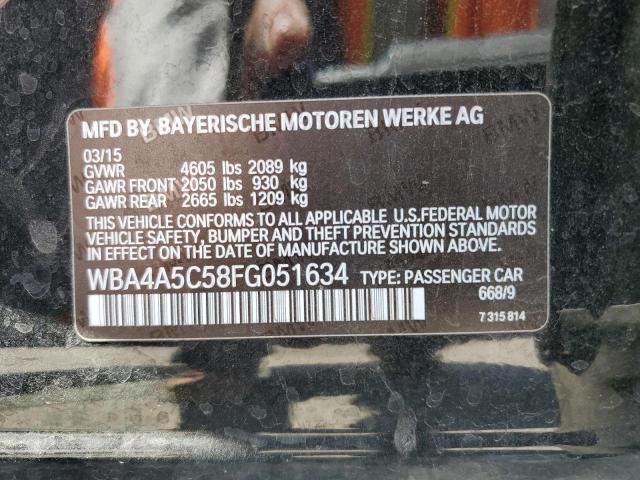 MFD BY BAYERISCHE MOTOREN WERKE AG
03/15
GVWR 4605 lbs 2089 kg
GAWR FRONT 2050 lbs 930 kg
GAWR REAR 2665 lbs 1209 kg
THIS VEHICLE CONFORMS TO ALL APPLICABLE U.S.FEDERAL MOTOR
VEHICLE SAFETY, BUMPER AND THEFT PREVENTION STANDARDS
IN EFFECT ON THE DATE OF MANUFACTURE SHOWN ABOVE.
WBA4A5C58FG051634 TYPE: PASSENGER CAR
668/9
7 315 814